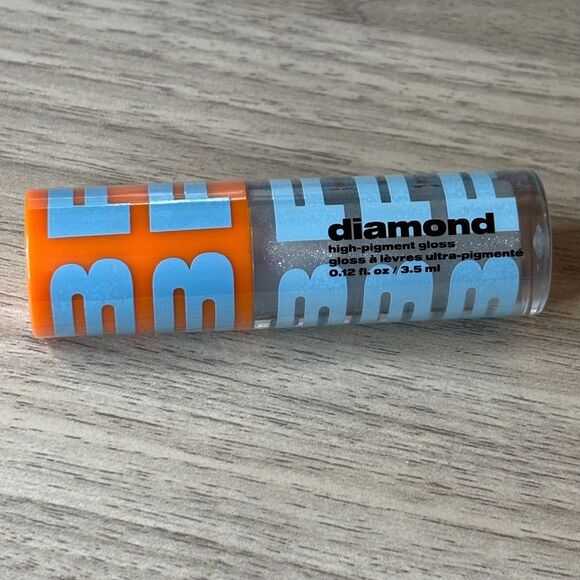 diamond
high-pigment gloss
gloss à lèvres ultra-pigmenté
0.12 fl. oz / 3.5 ml